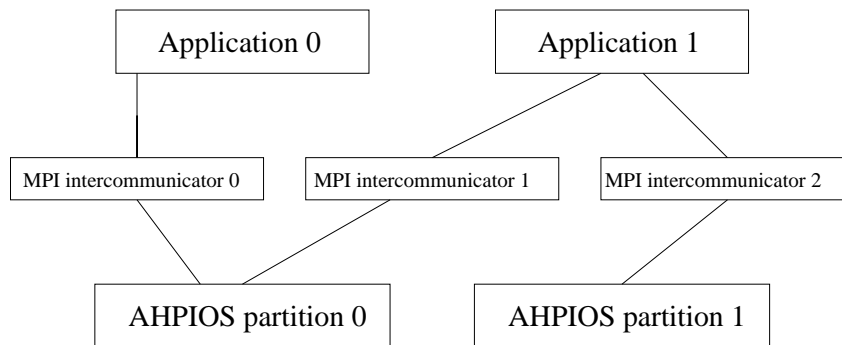 Application 0
Application 1
MPI intercommunicator 0
MPI intercommunicator 1
MPI intercommunicator 2
AHPIOS partition 0
AHPIOS partition 1